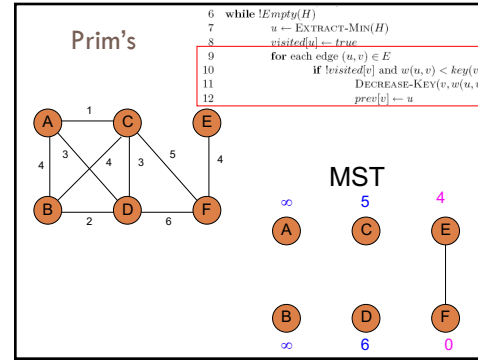 Prim's
6 while !Empty(H)
7 u ← EXTRACT-MIN(H)
8 visited[u] ← true
9 for each edge (u, v) ∈ E
10 if !visited[v] and w(u, v) < key(v
11 DECREASE-KEY(v, w(u, v
12 prev[v] ← u
1
A C E
4 3 4 3 5 4
B D F
2 6
MST
∞ 5 4
A C E
B D F
∞ 6 0